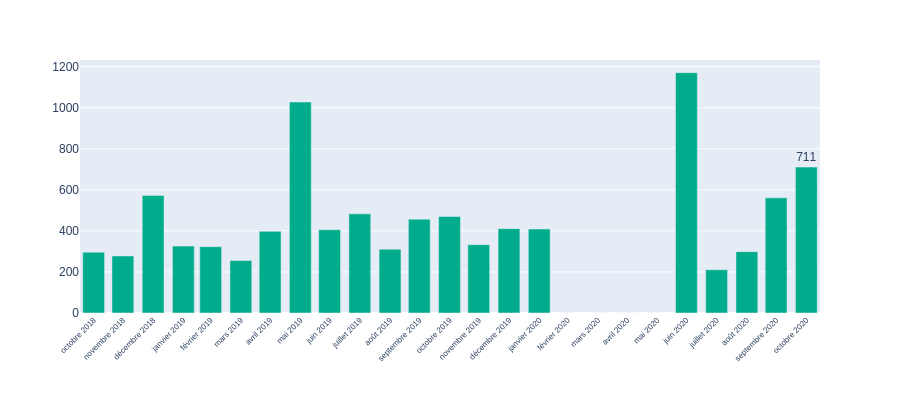 1200
1000
800
600
400
200
0
711
octobre 2018
novembre 2018
décembre 2018
janvier 2019
février 2019
mars 2019
avril 2019
mai 2019
juin 2019
juillet 2019
août 2019
septembre 2019
octobre 2019
novembre 2019
décembre 2019
janvier 2020
février 2020
mars 2020
avril 2020
mai 2020
juin 2020
juillet 2020
août 2020
septembre 2020
octobre 2020